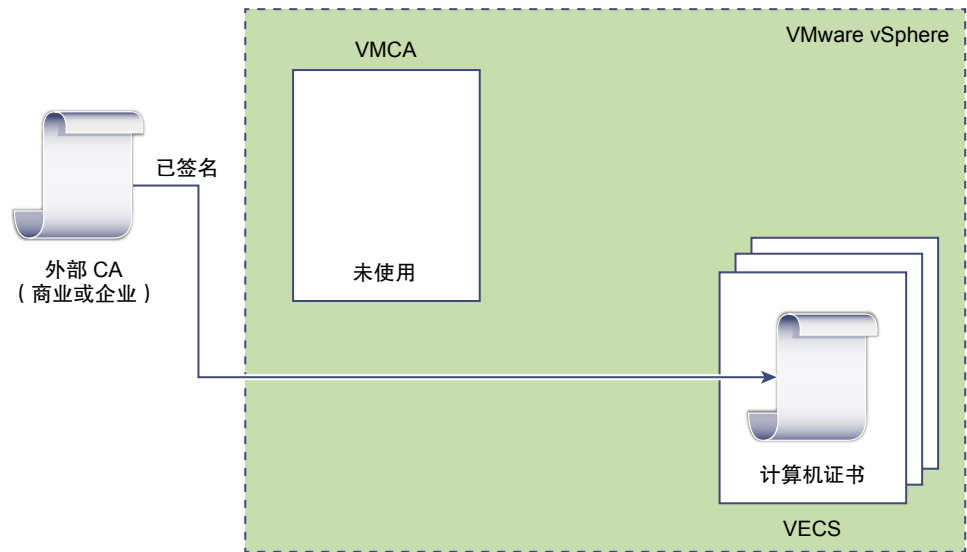 VMware vSphere
VMCA
已签名
外部 CA
（商业或企业）
未使用
计算机证书
VECS